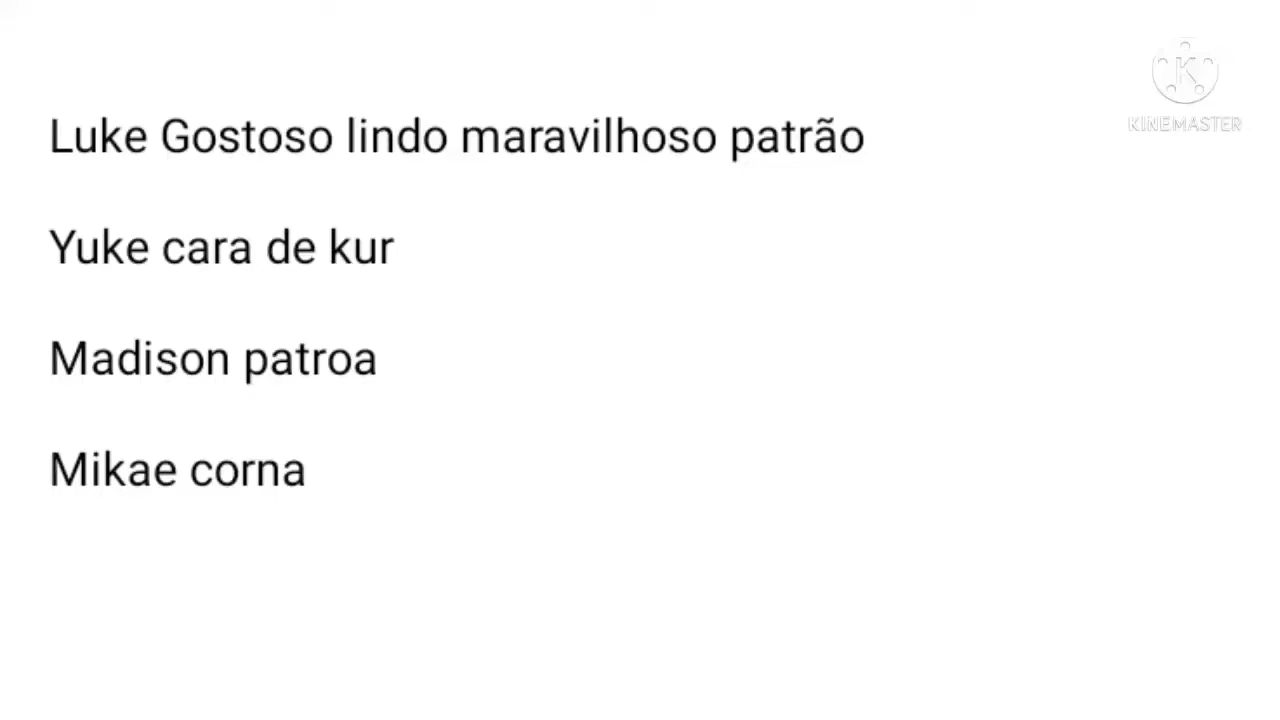 Luke Gostoso lindo maravilhoso patrão
Yuke cara de kur
Madison patroa
Mikae corna
K
KINEMASTER